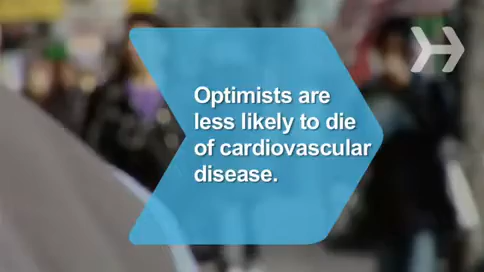 Optimists are
less likely to die
of cardiovascular
disease.